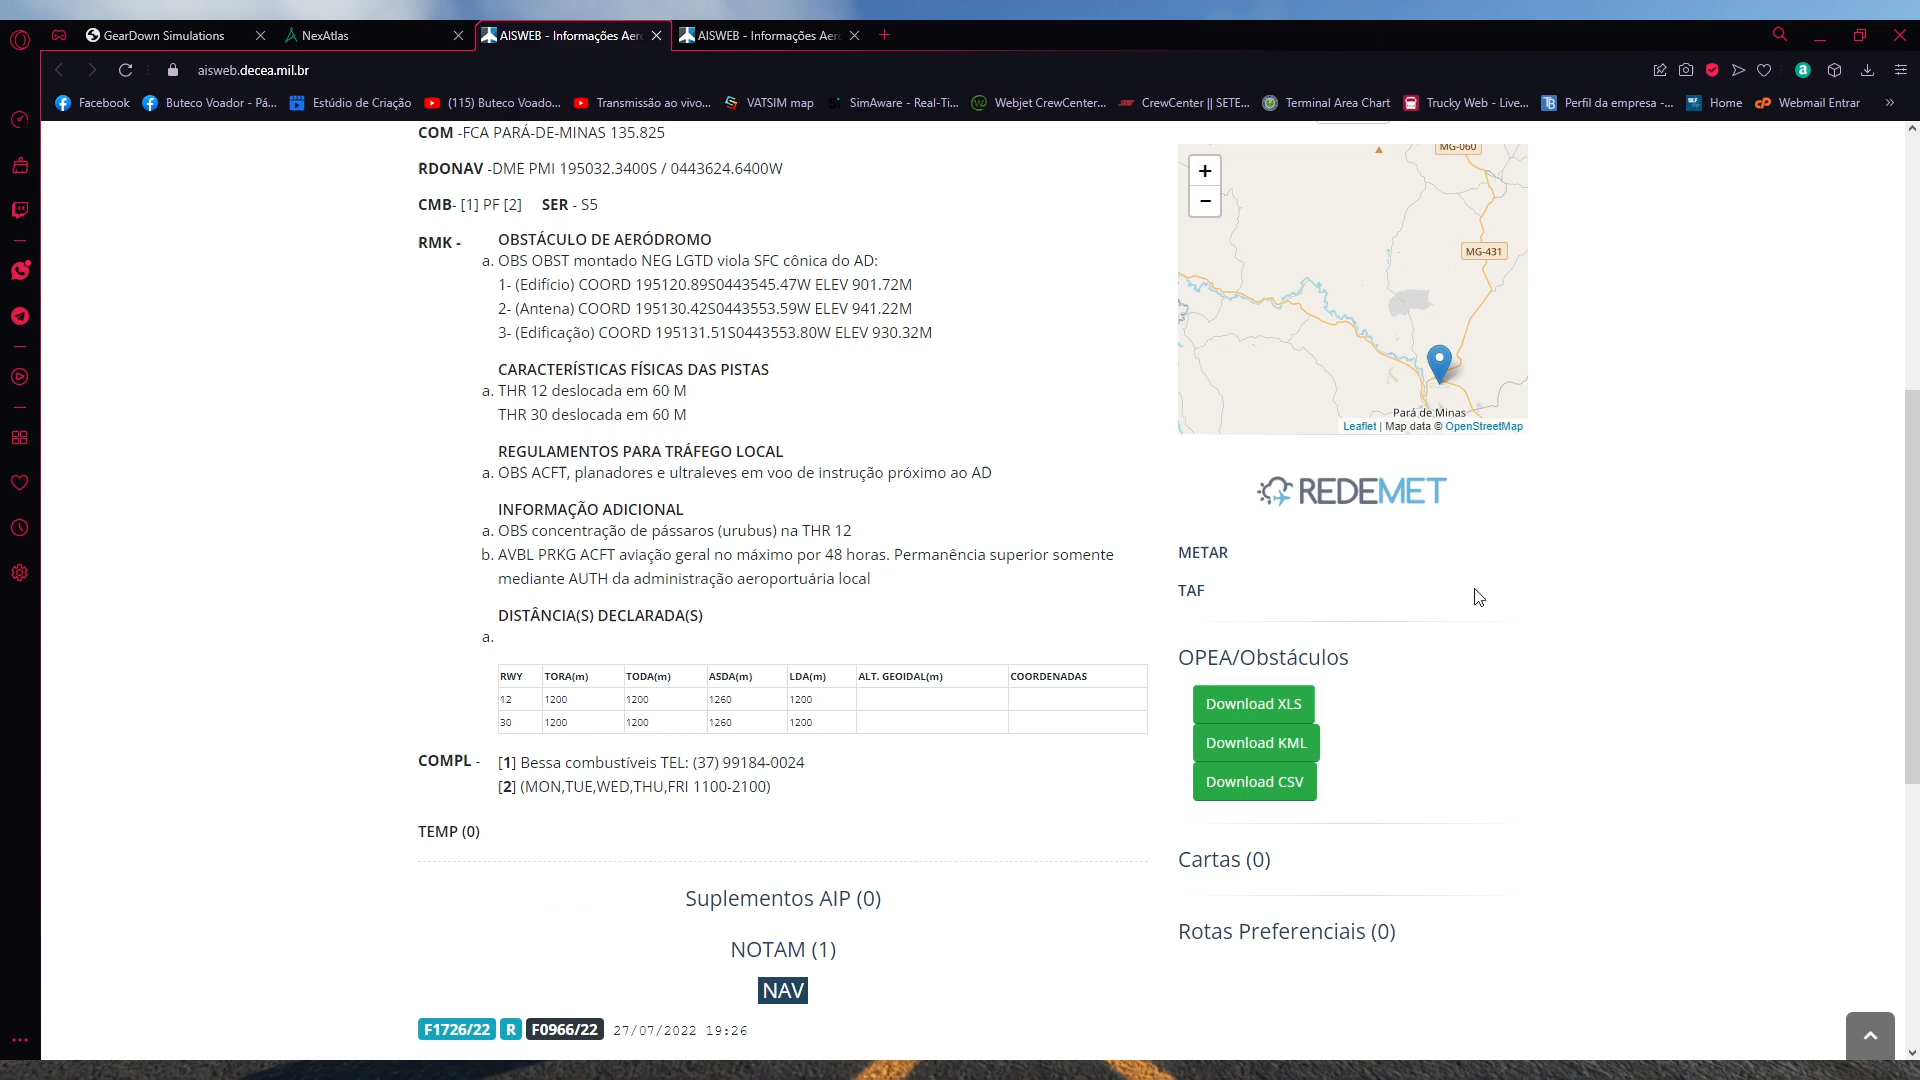 GearDown Simulations
NexAtlas
AISWEB - Informações Aer
AISWEB - Informações Aer
aisweb.decea.mil.br
Facebook
Buteco Voador - Pá...
Estúdio de Criação
(115) Buteco Voado...
Transmissão ao vivo...
VATSIM map
SimAware - Real-Ti...
Webjet CrewCenter...
CrewCenter || SETE...
Terminal Area Chart
Trucky Web - Live...
Perfil da empresa -...
Home
Webmail Entrar
COM -FCA PARÁ-DE-MINAS 135.825
RDONAV -DME PMI 195032.3400S / 0443624.6400W
CMB- [1] PF [2] SER - S5
RMK - OBSTÁCULO DE AERÓDROMO
a. OBS OBST montado NEG LGTD viola SFC cônica do AD:
1- (Edifício) COORD 195120.89S0443545.47W ELEV 901.72M
2- (Antena) COORD 195130.42S0443553.59W ELEV 941.22M
3- (Edificação) COORD 195131.51S0443553.80W ELEV 930.32M
CARACTERÍSTICAS FÍSICAS DAS PISTAS
a. THR 12 deslocada em 60 M
THR 30 deslocada em 60 M
REGULAMENTOS PARA TRÁFEGO LOCAL
a. OBS ACFT, planadores e ultraleves em voo de instrução próximo ao AD
INFORMAÇÃO ADICIONAL
a. OBS concentração de pássaros (urubus) na THR 12
b. AVBL PRKG ACFT aviação geral no máximo por 48 horas. Permanência superior somente
mediante AUTH da administração aeroportuária local
DISTÂNCIA(S) DECLARADA(S)
a.
RWY TORA(m) TODA(m) ASDA(m) LDA(m) ALT. GEOIDAL(m) COORDENADAS
12 1200 1200 1260 1200
30 1200 1200 1260 1200
COMPL - [1] Bessa combustíveis TEL: (37) 99184-0024
[2] (MON,TUE,WED,THU,FRI 1100-2100)
TEMP (0)
Suplementos AIP (0)
NOTAM (1)
NAV
F1726/22 R F0966/22 27/07/2022 19:26
+
−
MG-060
MG-431
Pará de Minas
Leaflet | Map data © OpenStreetMap
REDEMET
METAR
TAF
OPEA/Obstáculos
Download XLS
Download KML
Download CSV
Cartas (0)
Rotas Preferenciais (0)